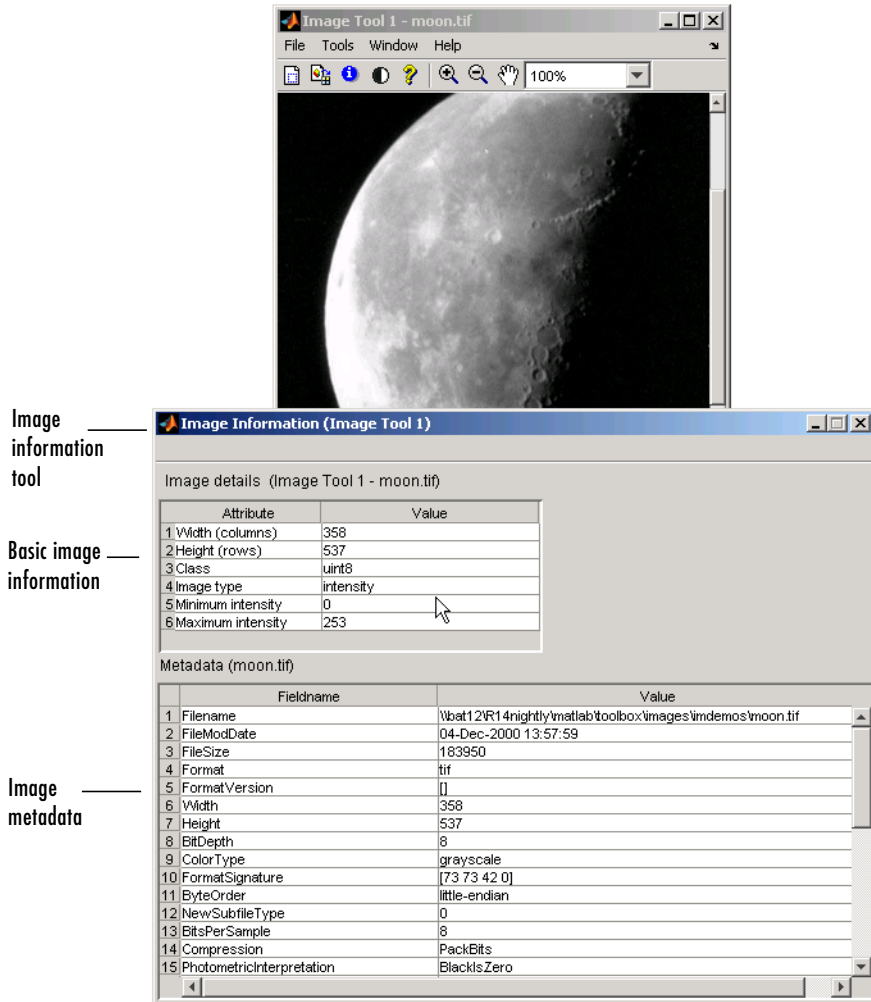 Image Tool 1 - moon.tif
File Tools Window Help
100%
Image information tool
Image Information (Image Tool 1)
Image details (Image Tool 1 - moon.tif)
Basic image information
Attribute Value
1 Width (columns) 358
2 Height (rows) 537
3 Class uint8
4 Image type intensity
5 Minimum intensity 0
6 Maximum intensity 253
Metadata (moon.tif)
Image metadata
Fieldname Value
1 Filename \\bat12\R14nightly\matlab\toolbox\images\imdemos\moon.tif
2 FileModDate 04-Dec-2000 13:57:59
3 FileSize 183950
4 Format tif
5 FormatVersion []
6 Width 358
7 Height 537
8 BitDepth 8
9 ColorType grayscale
10 FormatSignature [73 73 42 0]
11 ByteOrder little-endian
12 NewSubfileType 0
13 BitsPerSample 8
14 Compression PackBits
15 PhotometricInterpretation BlackIsZero